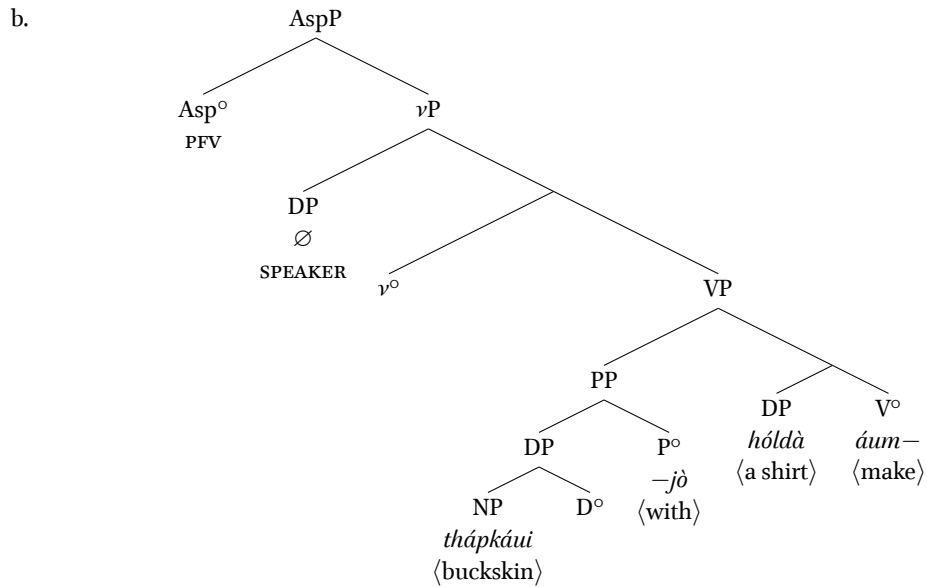 b.
AspP
Asp° νP
PFV
DP
∅
SPEAKER
ν° VP
PP
DP V°
hóldà áum–
⟨a shirt⟩ ⟨make⟩
DP P°
–jò
⟨with⟩
NP D°
thápkáui
⟨buckskin⟩